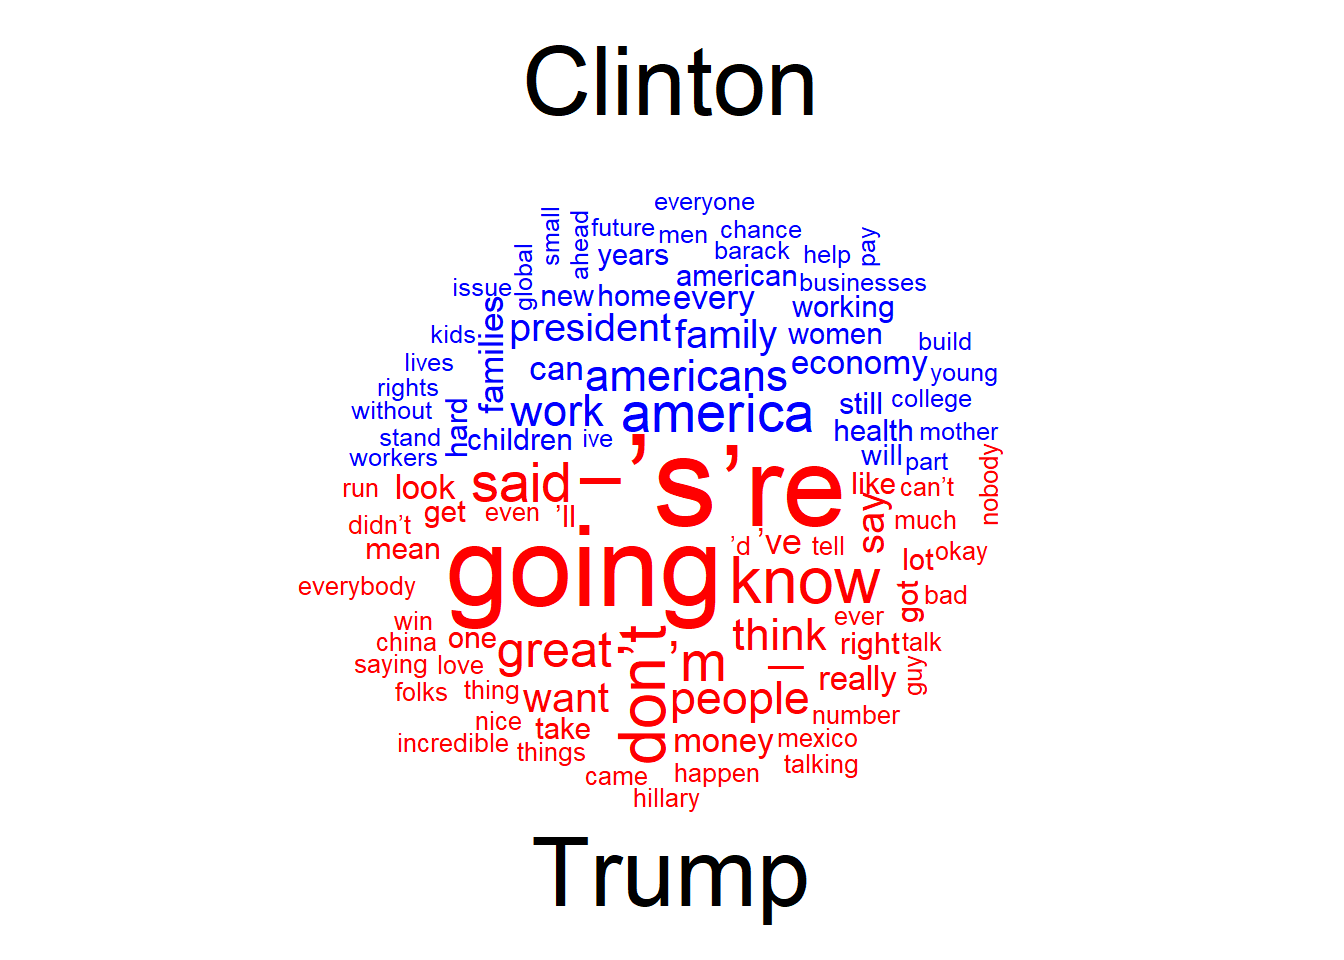 Clinton
everyone
small ahead future men chance
years barack help pay
global american businesses
issue new home every working
kids families president family women build
lives can americans economy young
rights
without hard work america still college
stand children ive health mother
workers will part
run look said – ’s ’re like can’t nobody
didn’t get even ’ll say much
mean going ’d ’ve tell lot okay
everybody know got bad
win ever
china one great don’t ’m think right talk
saying love — really guy
folks thing want people number
nice take
incredible things money mexico
came happen talking
hillary
Trump